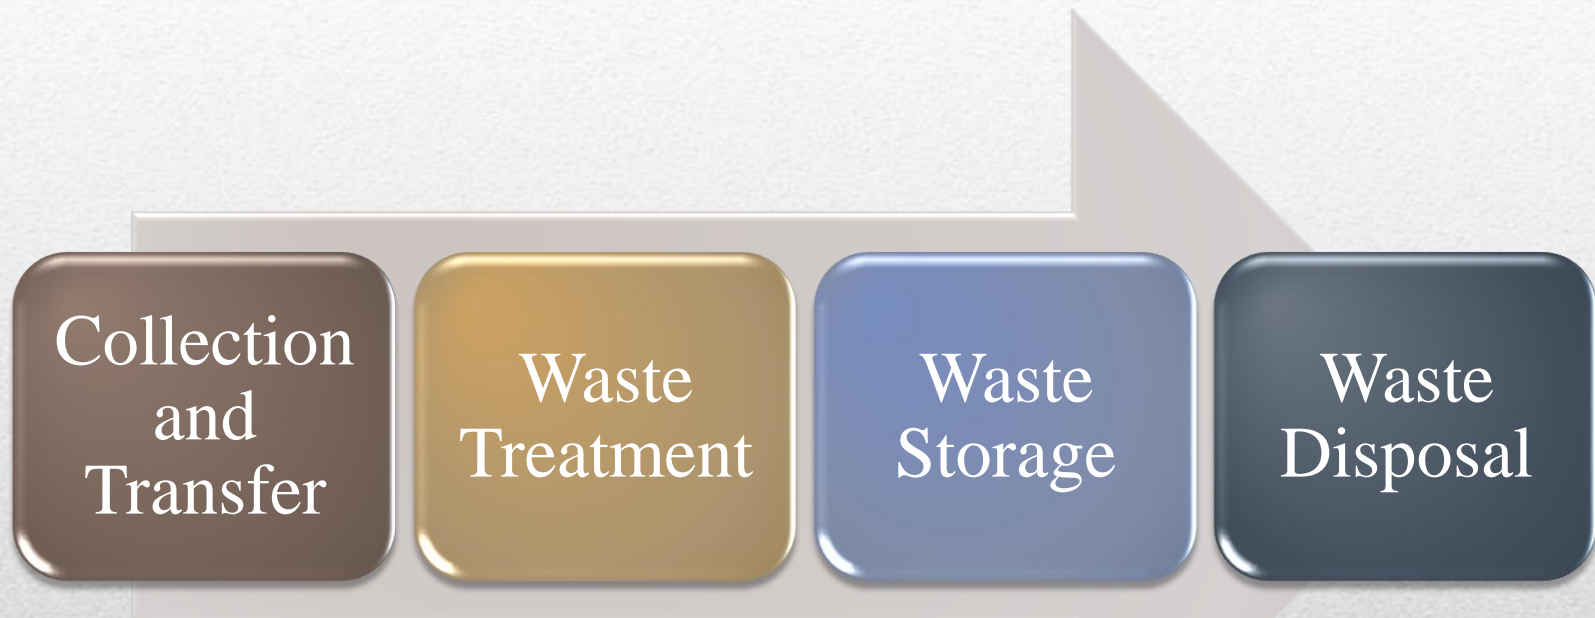 Collection
and
Transfer
Waste
Treatment
Waste
Storage
Waste
Disposal